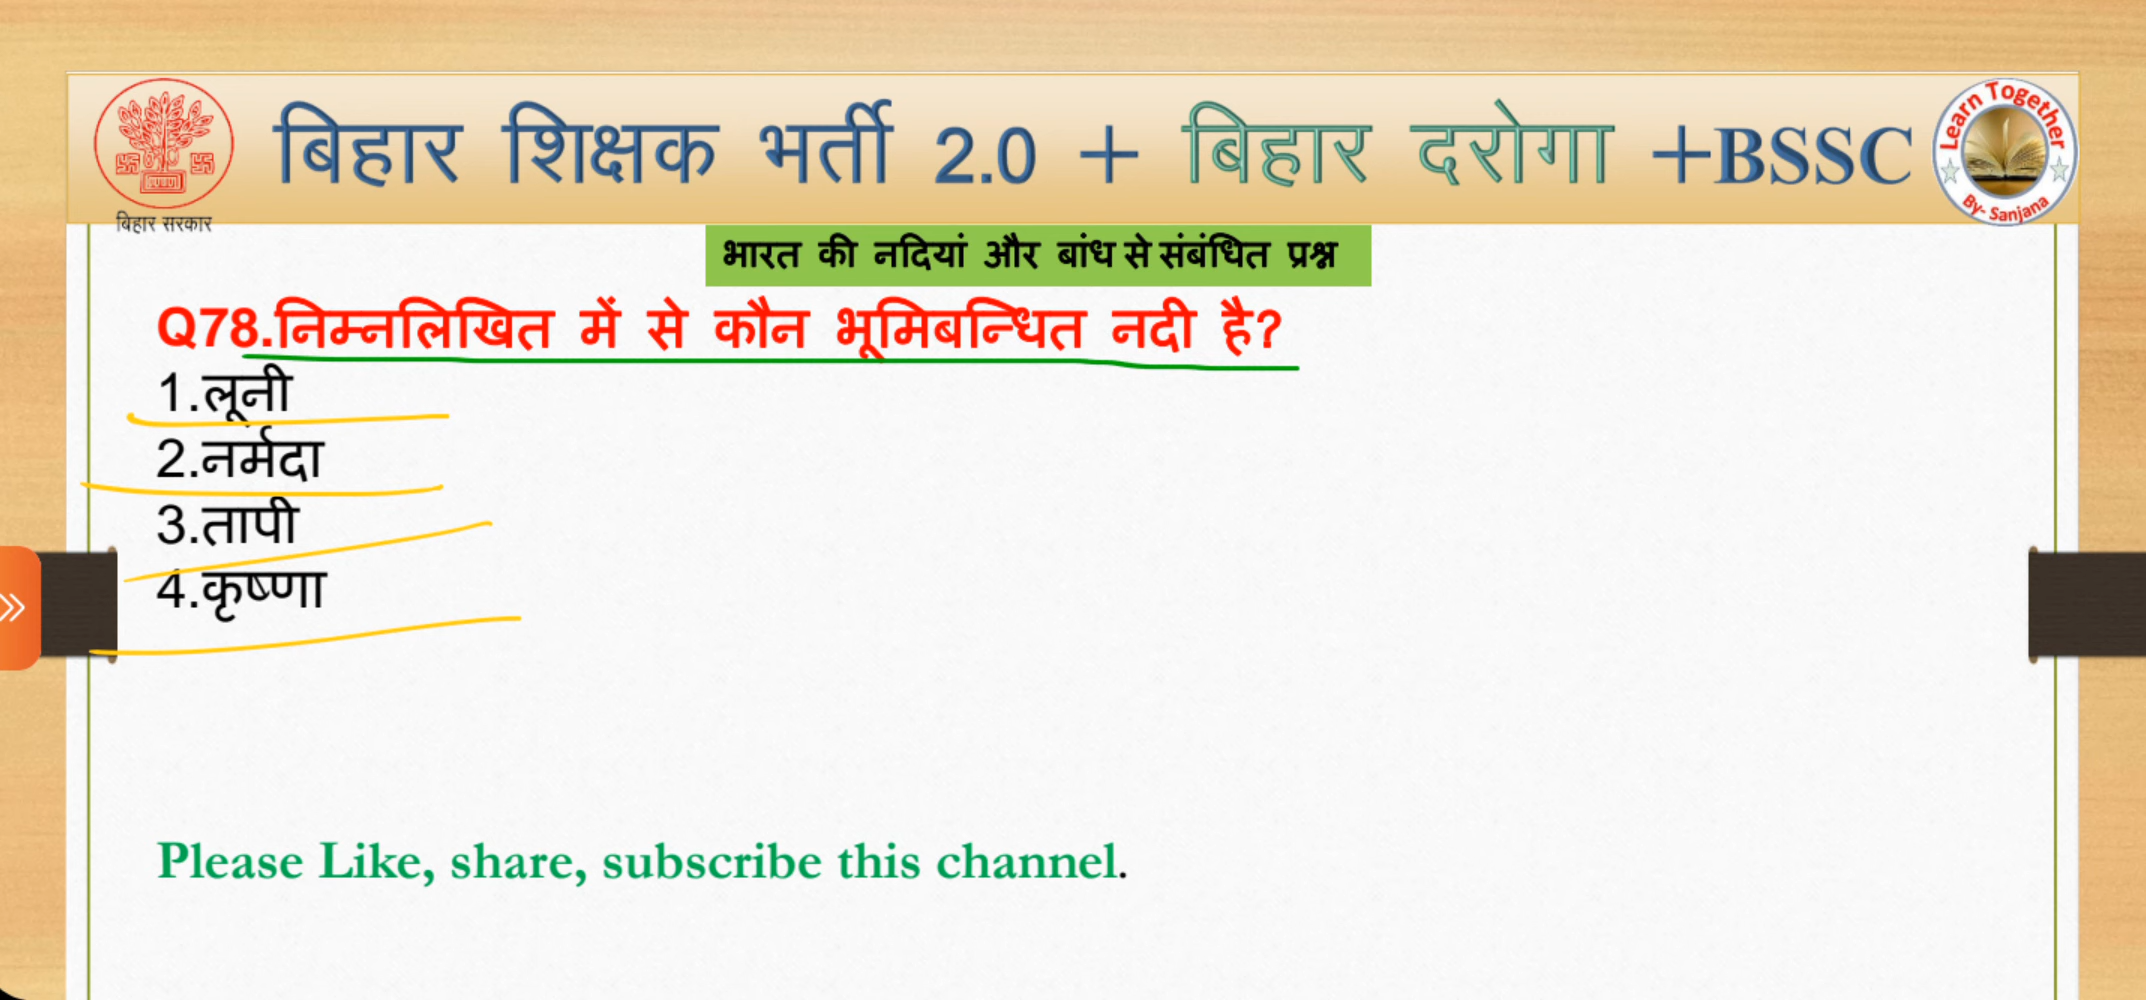 बिहार शिक्षक भर्ती 2.0 + बिहार दरोगा +BSSC
Learn Together
By- Sanjana
बिहार सरकार
भारत की नदियां और बांध से संबंधित प्रश्न
Q78.निम्नलिखित में से कौन भूमिबन्धित नदी है?
1.लूनी
2.नर्मदा
3.तापी
4.कृष्णा
Please Like, share, subscribe this channel.